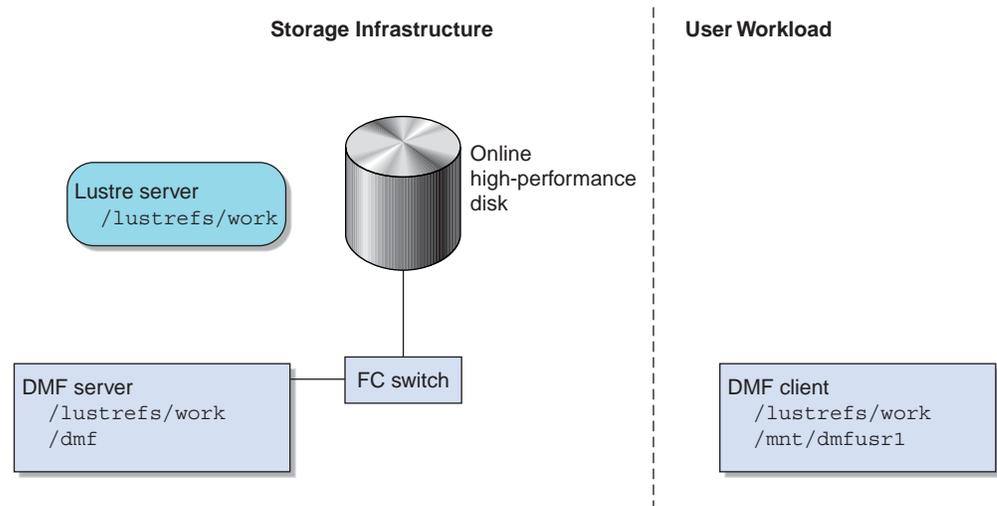 Storage Infrastructure
User Workload
Online
high-performance
disk
Lustre server
/lustrefs/work
DMF server
/lustrefs/work
/dmf
FC switch
DMF client
/lustrefs/work
/mnt/dmfusr1